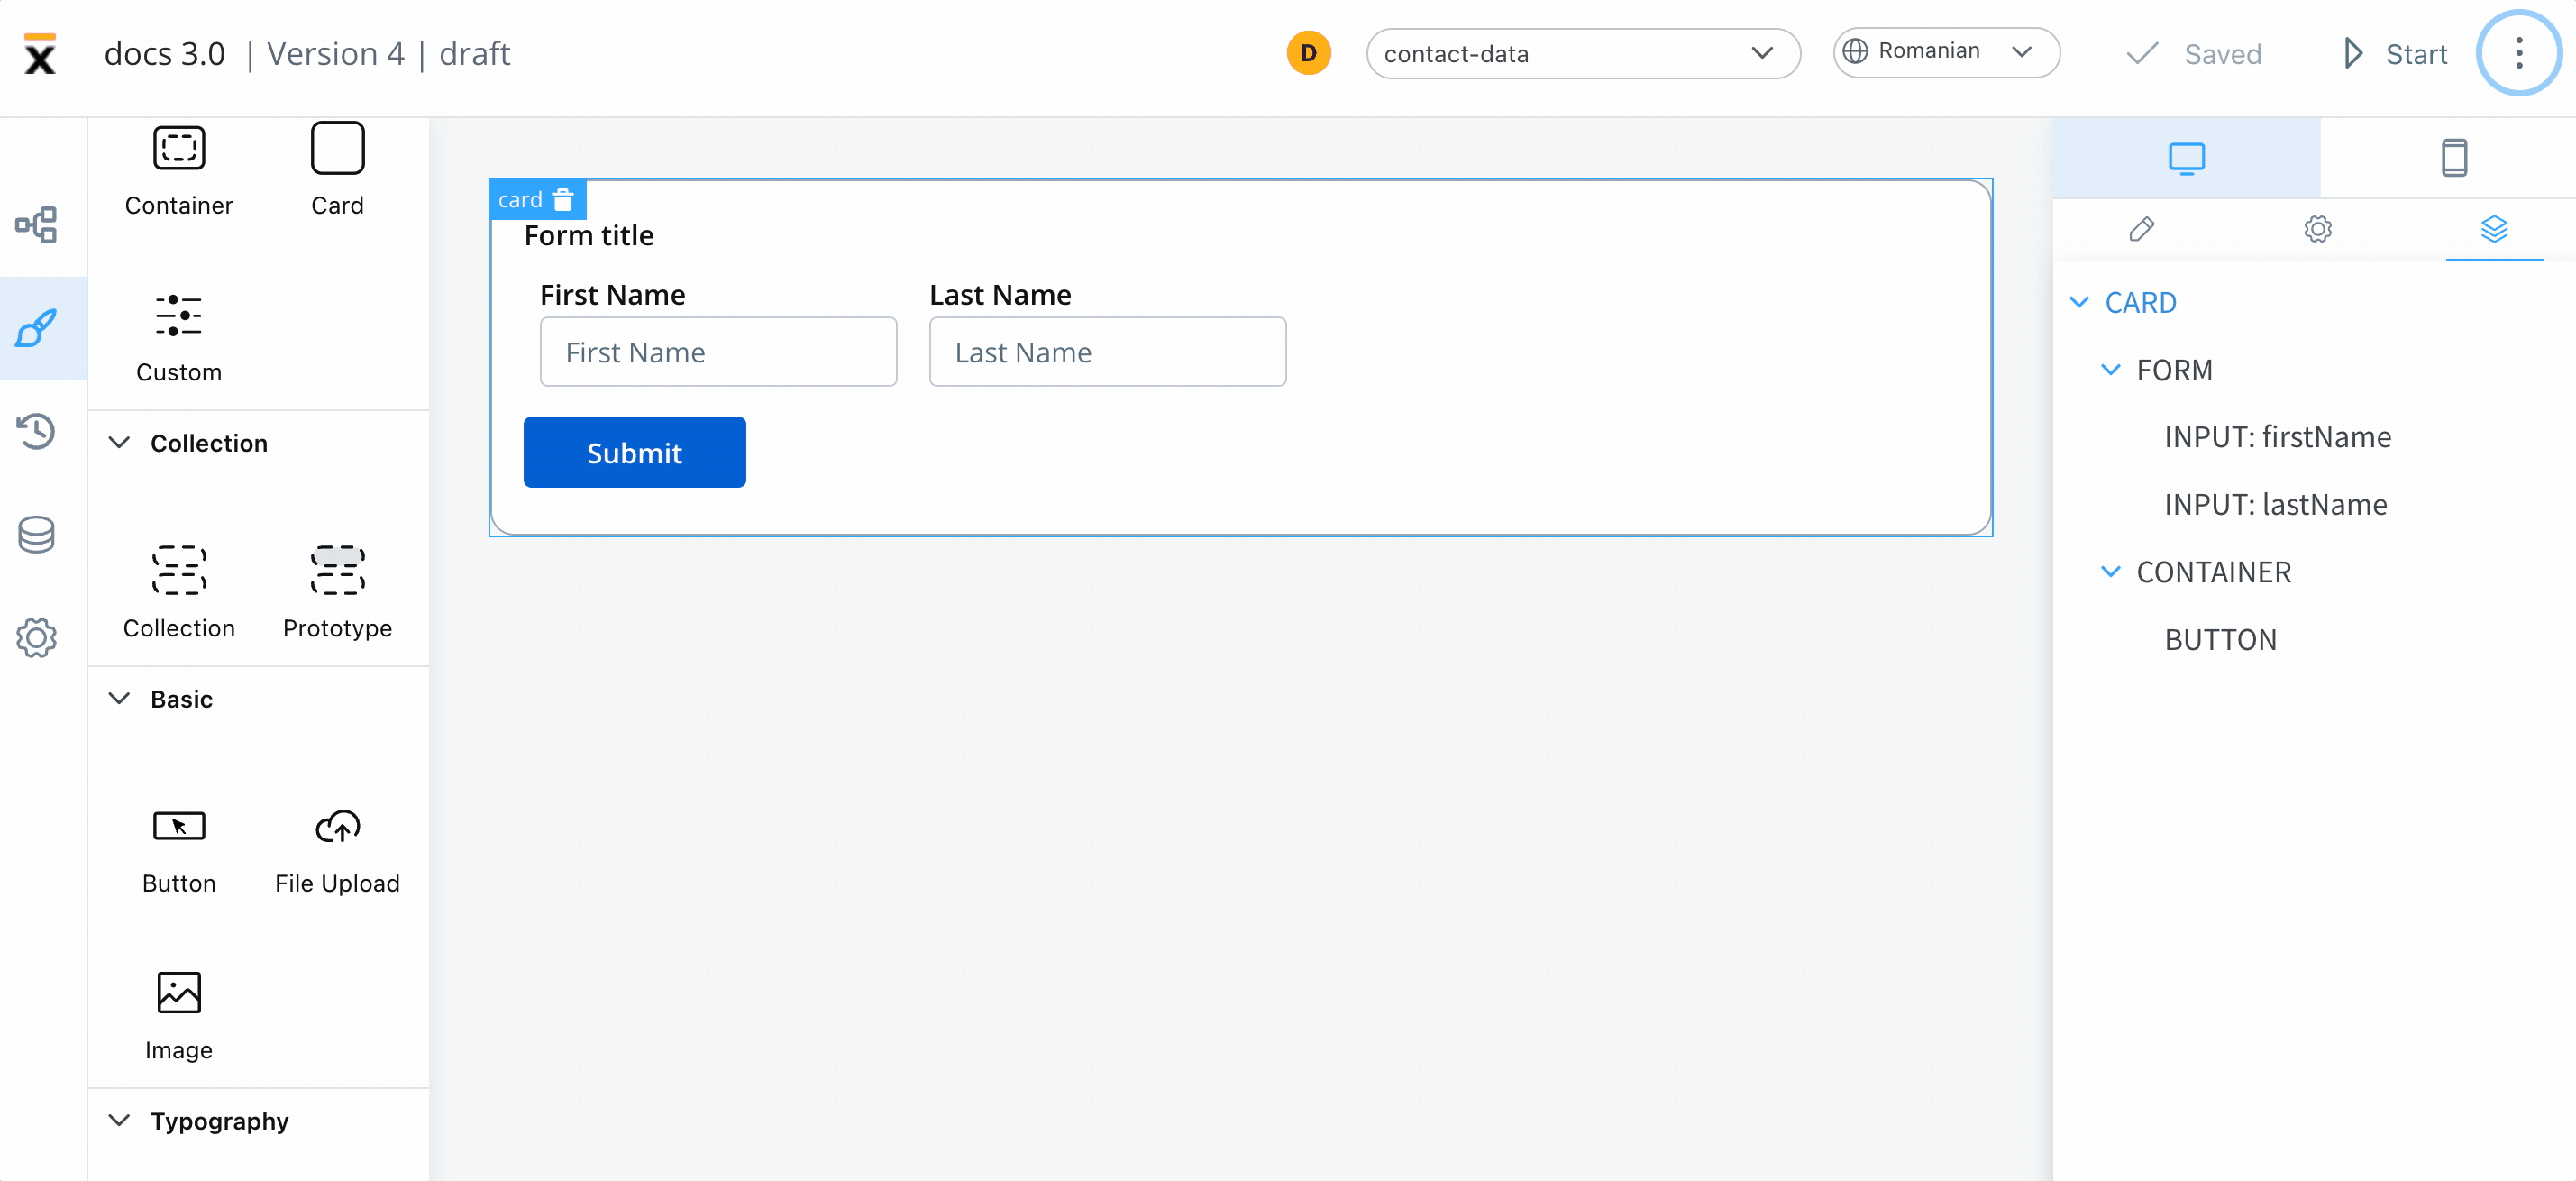 docs 3.0 | Version 4 | draft
D
contact-data
Romanian
Saved
Start
Container
Card
Custom
Collection
Collection
Prototype
Basic
Button
File Upload
Image
Typography
card
Form title
First Name
Last Name
First Name
Last Name
Submit
CARD
FORM
INPUT: firstName
INPUT: lastName
CONTAINER
BUTTON